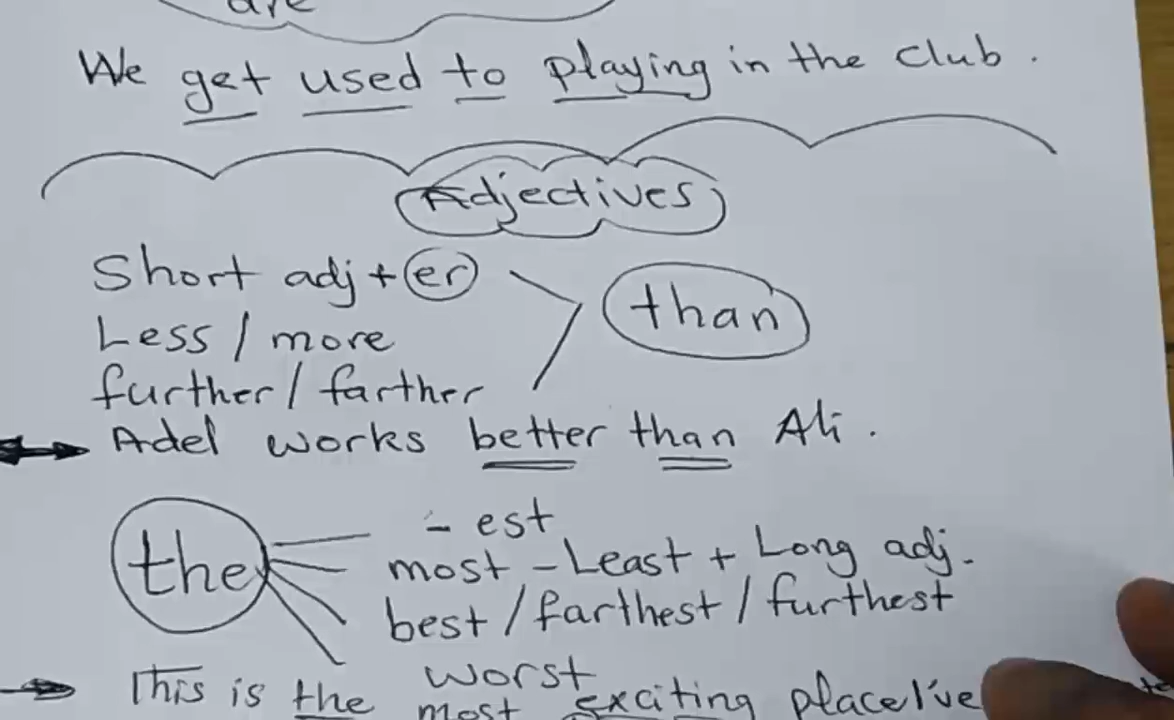 are
We get used to playing in the club.
Adjectives
Short adj + er
than
Less / more
further / farther
Adel works better than Ali.
the
- est
most - Least + Long adj.
best / farthest / furthest
worst
This is the most exciting place I've